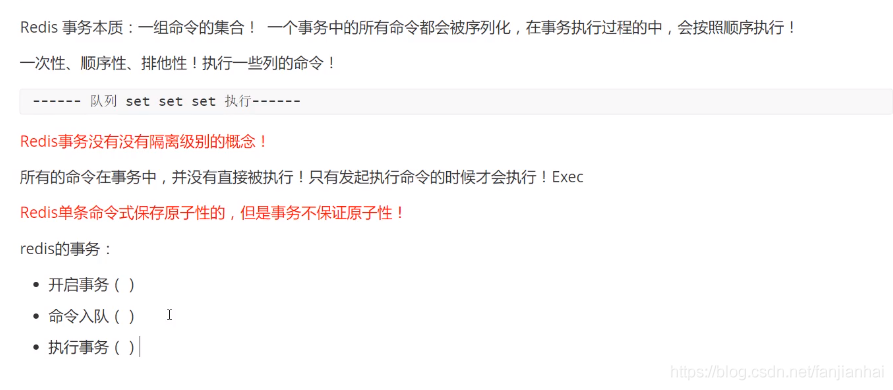 Redis 事务本质：一组命令的集合！ 一个事务中的所有命令都会被序列化，在事务执行过程的中，会按照顺序执行！
一次性、顺序性、排他性！执行一些列的命令！
------ 队列 set set set 执行------
Redis事务没有没有隔离级别的概念！
所有的命令在事务中，并没有直接被执行！只有发起执行命令的时候才会执行！Exec
Redis单条命令式保存原子性的，但是事务不保证原子性！
redis的事务：
• 开启事务（ ）
• 命令入队（ ）
• 执行事务（ ）
https://blog.csdn.net/fanjianhai